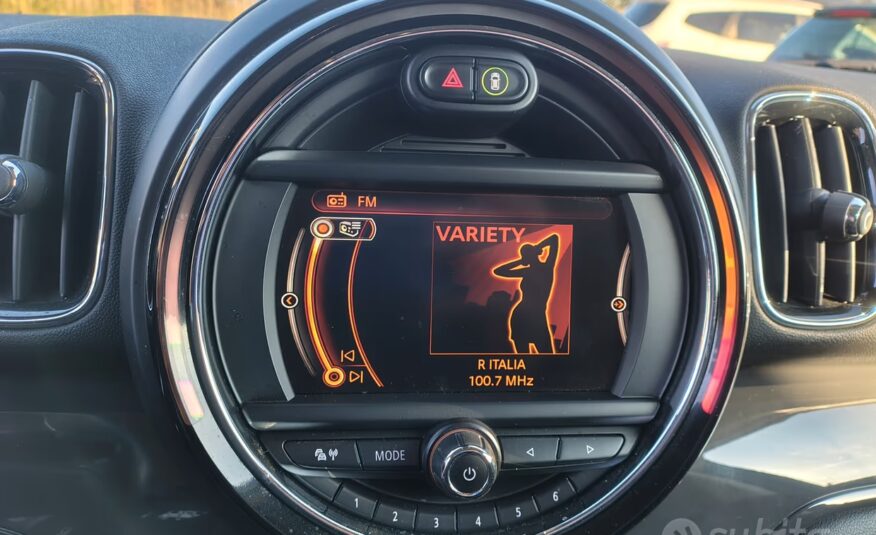 FM
VARIETY
R ITALIA
100.7 MHz
MODE
1 2 3 4 5 6
subito